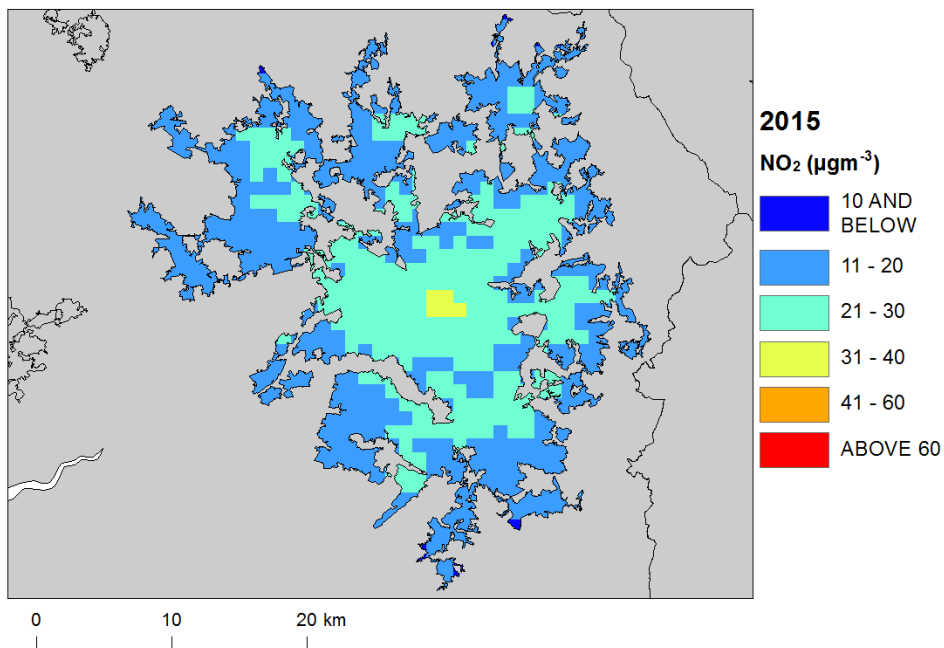 2015
NO₂ (µgm⁻³)
10 AND
BELOW
11 - 20
21 - 30
31 - 40
41 - 60
ABOVE 60
0 10 20 km